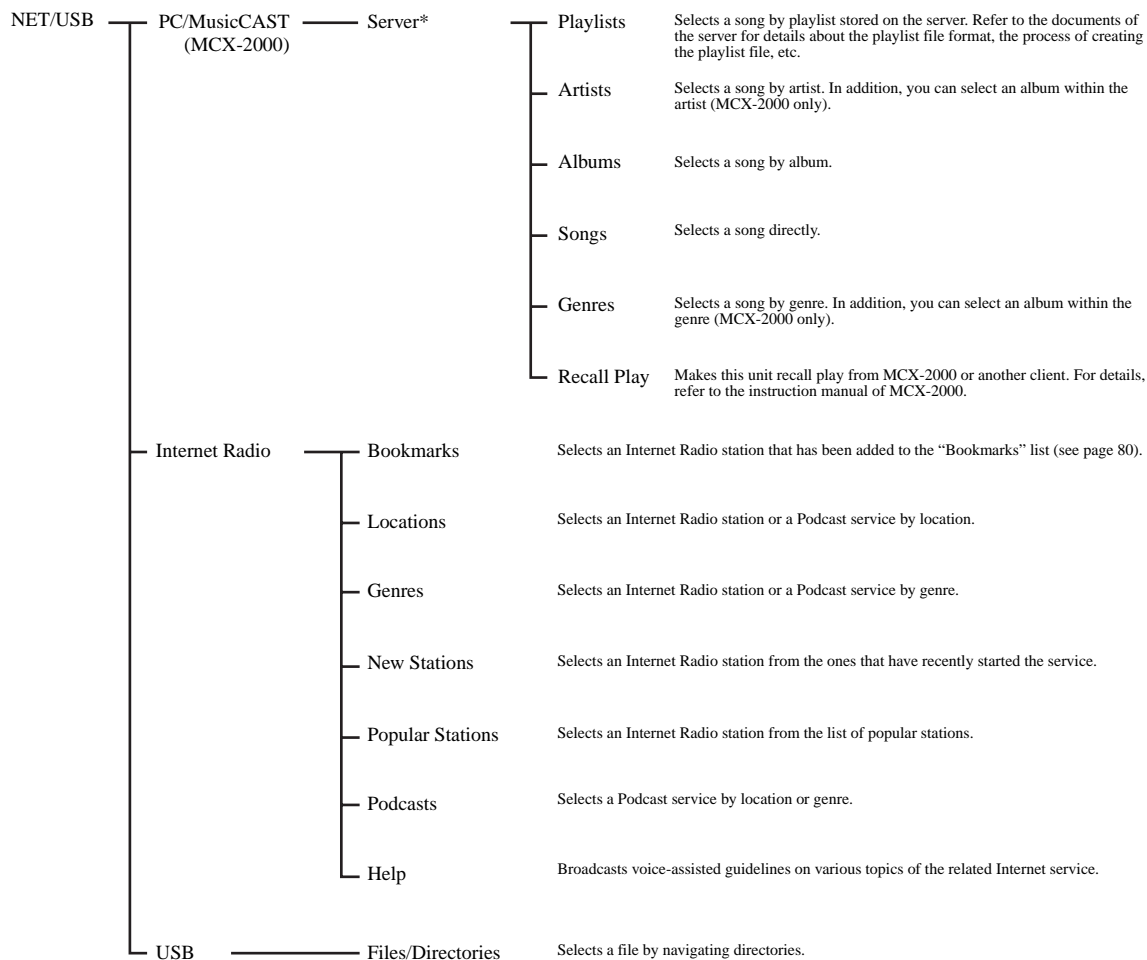 NET/USB
PC/MusicCAST
(MCX-2000)
Server*
Playlists
Selects a song by playlist stored on the server. Refer to the documents of
the server for details about the playlist file format, the process of creating
the playlist file, etc.
Artists
Selects a song by artist. In addition, you can select an album within the
artist (MCX-2000 only).
Albums
Selects a song by album.
Songs
Selects a song directly.
Genres
Selects a song by genre. In addition, you can select an album within the
genre (MCX-2000 only).
Recall Play
Makes this unit recall play from MCX-2000 or another client. For details,
refer to the instruction manual of MCX-2000.
Internet Radio
Bookmarks
Selects an Internet Radio station that has been added to the “Bookmarks” list (see page 80).
Locations
Selects an Internet Radio station or a Podcast service by location.
Genres
Selects an Internet Radio station or a Podcast service by genre.
New Stations
Selects an Internet Radio station from the ones that have recently started the service.
Popular Stations
Selects an Internet Radio station from the list of popular stations.
Podcasts
Selects a Podcast service by location or genre.
Help
Broadcasts voice-assisted guidelines on various topics of the related Internet service.
USB
Files/Directories
Selects a file by navigating directories.